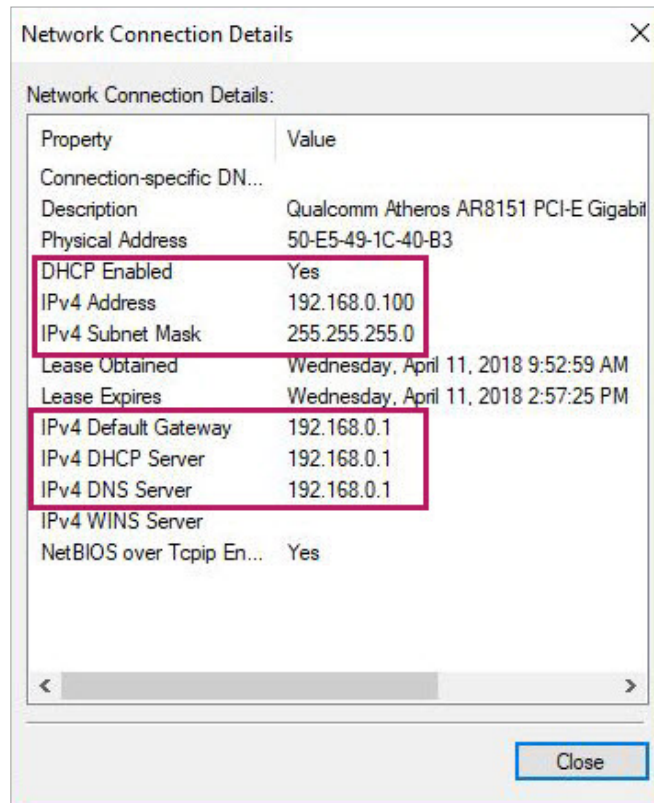 Network Connection Details
Network Connection Details:
Property Value
Connection-specific DN...
Description Qualcomm Atheros AR8151 PCI-E Gigabit
Physical Address 50-E5-49-1C-40-B3
DHCP Enabled Yes
IPv4 Address 192.168.0.100
IPv4 Subnet Mask 255.255.255.0
Lease Obtained Wednesday, April 11, 2018 9:52:59 AM
Lease Expires Wednesday, April 11, 2018 2:57:25 PM
IPv4 Default Gateway 192.168.0.1
IPv4 DHCP Server 192.168.0.1
IPv4 DNS Server 192.168.0.1
IPv4 WINS Server
NetBIOS over Tcpip En... Yes
Close